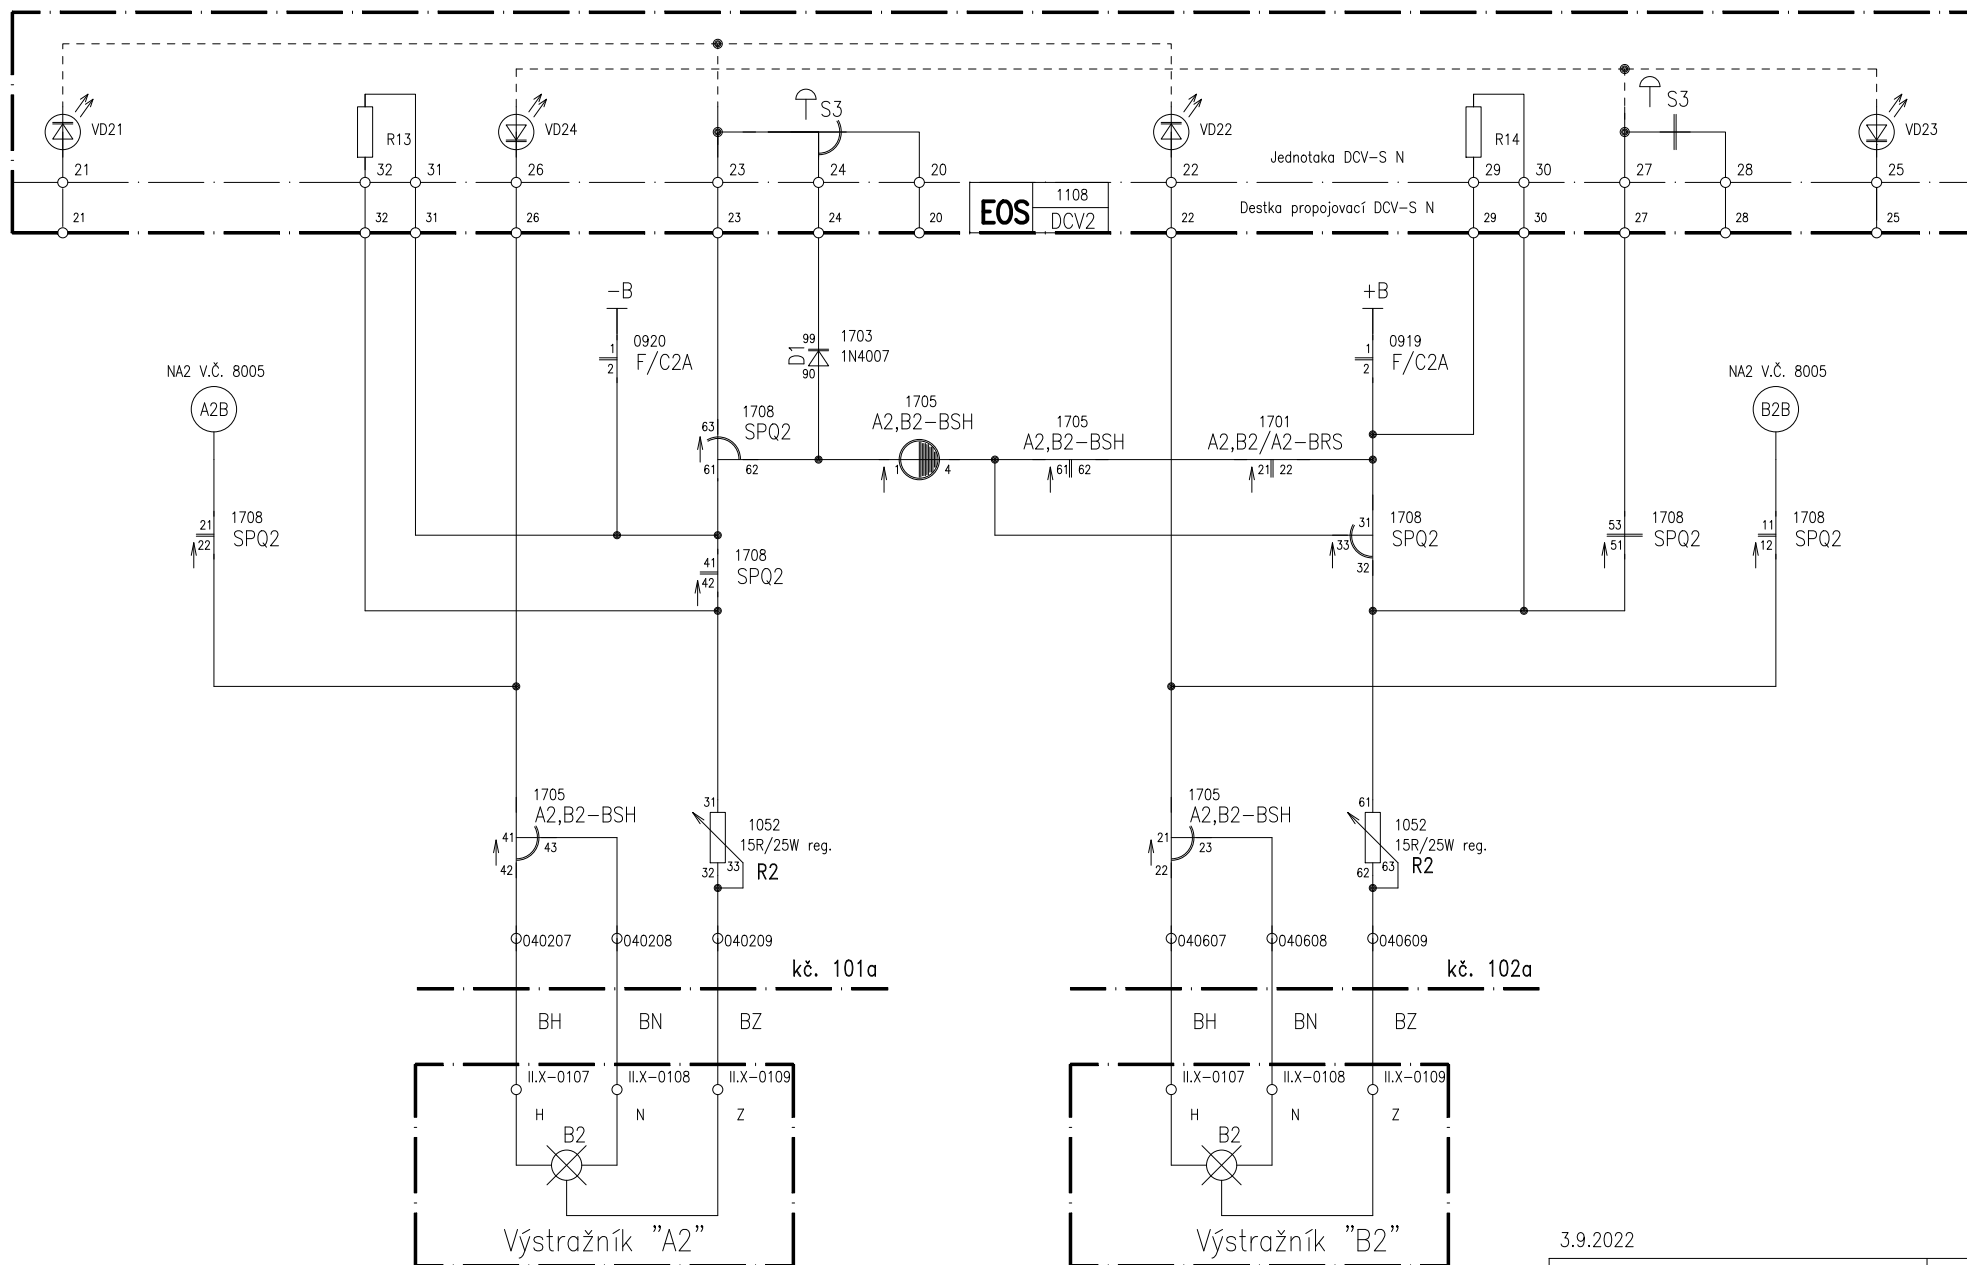 S3
S3
VD21
R13
VD24
VD22
R14
VD23
Jednotaka DCV-S N
21
32
31
26
23
24
20
22
29
30
27
28
25
EOS
1108
DCV2
Destka propojovací DCV-S N
21
32
31
26
23
24
20
22
29
30
27
28
25
-B
+B
1
2
0920
F/C2A
D1
99
90
1703
1N4007
1
2
0919
F/C2A
NA2 V.Č. 8005
A2B
NA2 V.Č. 8005
B2B
63
61
62
1708
SPQ2
1705
A2,B2-BSH
1
4
1705
A2,B2-BSH
61
62
1701
A2,B2/A2-BRS
21
22
21
22
1708
SPQ2
41
42
1708
SPQ2
31
33
32
1708
SPQ2
53
51
1708
SPQ2
11
12
1708
SPQ2
1705
A2,B2-BSH
41
43
42
31
1052
15R/25W reg.
32
33
R2
1705
A2,B2-BSH
21
23
22
61
1052
15R/25W reg.
62
63
R2
040207
040208
040209
040607
040608
040609
kč. 101a
kč. 102a
BH
BN
BZ
BH
BN
BZ
II.X-0107
II.X-0108
II.X-0109
II.X-0107
II.X-0108
II.X-0109
H
N
Z
H
N
Z
B2
B2
Výstražník "A2"
Výstražník "B2"
3.9.2022